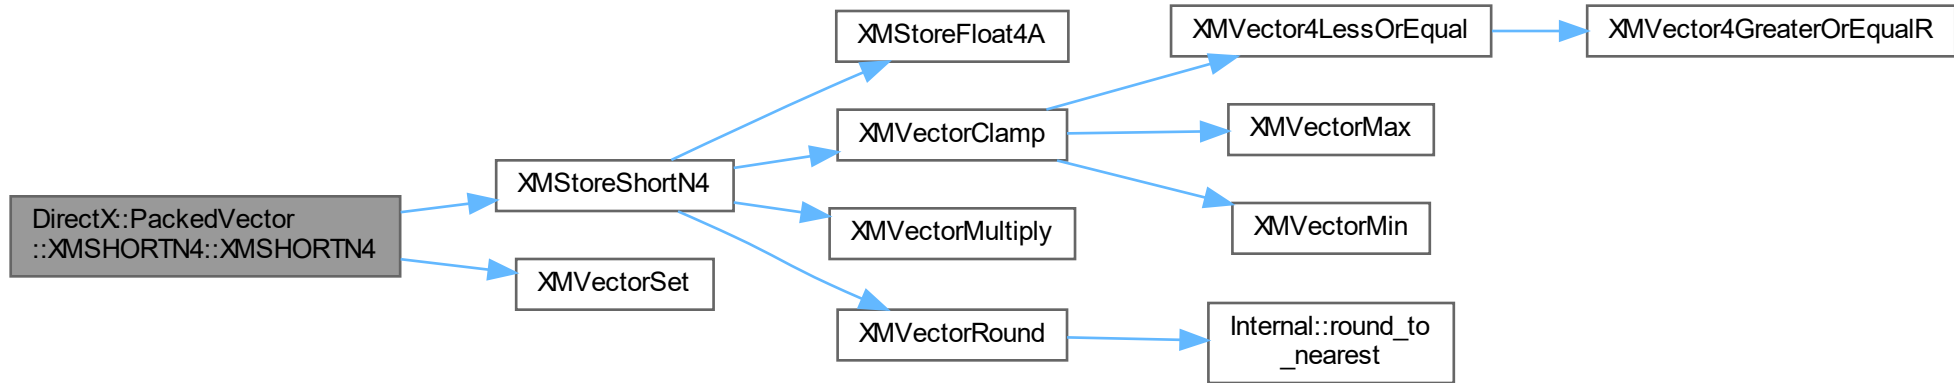 DirectX::PackedVector
::XMSHORTN4::XMSHORTN4
XMStoreShortN4
XMVectorSet
XMStoreFloat4A
XMVectorClamp
XMVectorMultiply
XMVectorRound
XMVector4LessOrEqual
XMVectorMax
XMVectorMin
Internal::round_to
_nearest
XMVector4GreaterOrEqualR